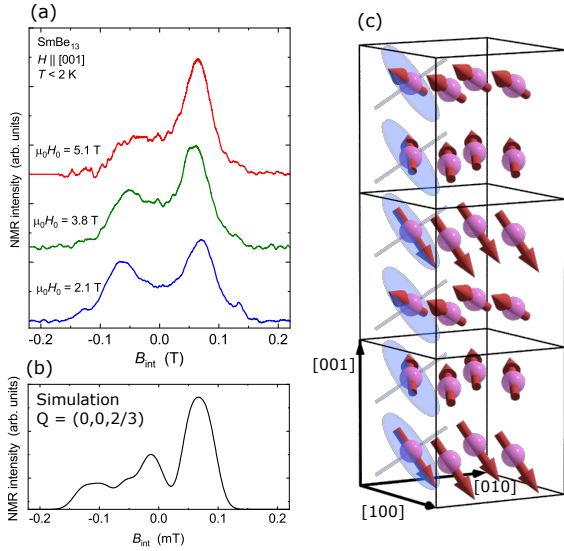 (a)
SmBe₁₃
H || [001]
T < 2 K
μ₀H₀ = 5.1 T
μ₀H₀ = 3.8 T
μ₀H₀ = 2.1 T
NMR intensity (arb. units)
-0.2 -0.1 0.0 0.1 0.2
B_int (T)
(b)
Simulation
Q = (0,0,2/3)
NMR intensity (arb. units)
-0.2 -0.1 0.0 0.1 0.2
B_int (mT)
(c)
[001]
[010]
[100]